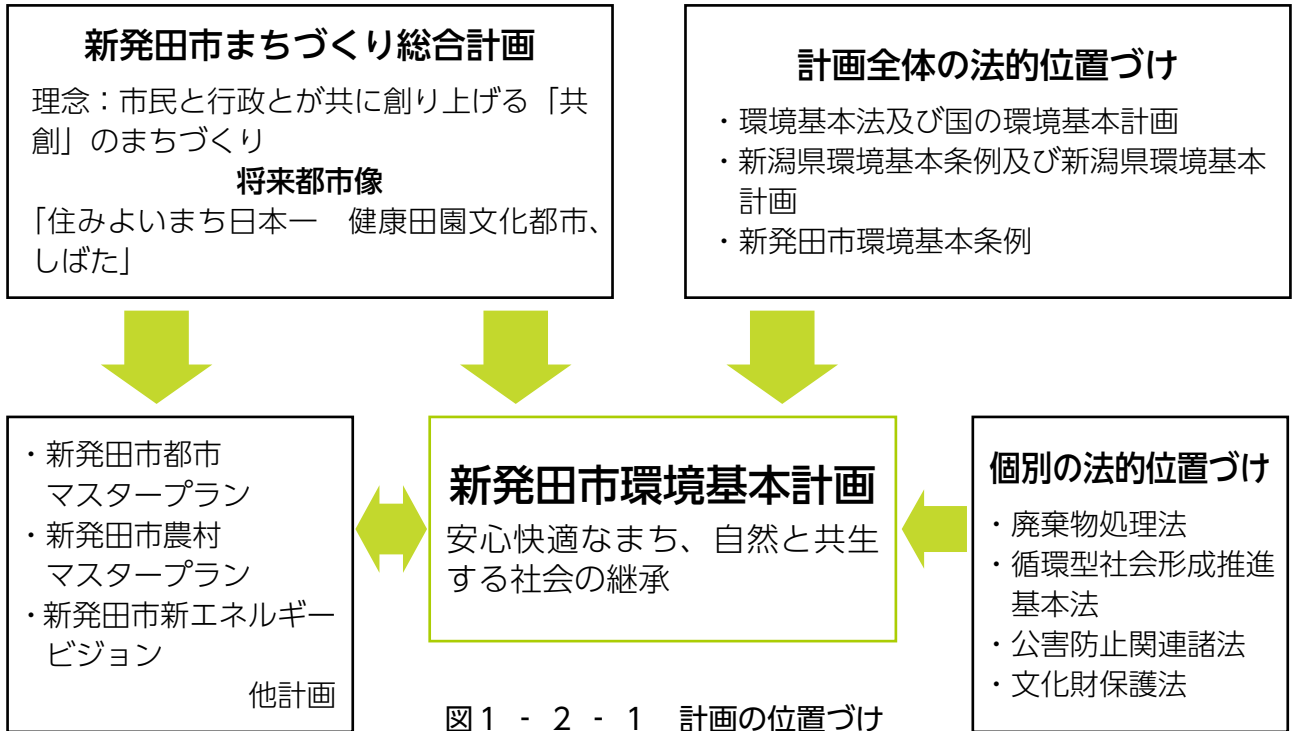 新発田市まちづくり総合計画
理念：市民と行政とが共に創り上げる「共
創」のまちづくり
将来都市像
「住みよいまち日本一　健康田園文化都市、
しばた」
計画全体の法的位置づけ
・環境基本法及び国の環境基本計画
・新潟県環境基本条例及び新潟県環境基本
計画
・新発田市環境基本条例
・新発田市都市
マスタープラン
・新発田市農村
マスタープラン
・新発田市新エネルギー
ビジョン
他計画
新発田市環境基本計画
安心快適なまち、自然と共生
する社会の継承
個別の法的位置づけ
・廃棄物処理法
・循環型社会形成推進
基本法
・公害防止関連諸法
・文化財保護法
図１‐２‐１　計画の位置づけ